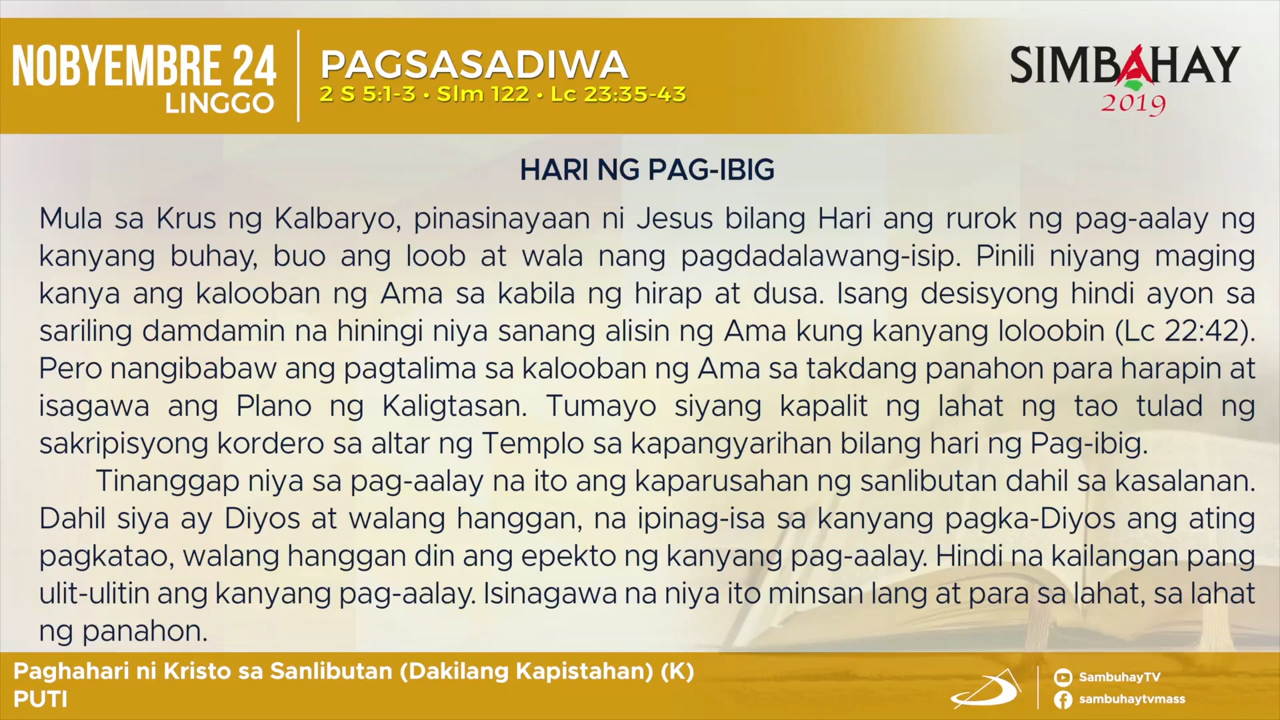 NOBYEMBRE 24
LINGGO
PAGSASADIWA
2 S 5:1-3 • Slm 122 • Lc 23:35-43
SIMBAHAY
2019
HARI NG PAG-IBIG
Mula sa Krus ng Kalbaryo, pinasinayaan ni Jesus bilang Hari ang rurok ng pag-aalay ng
kanyang buhay, buo ang loob at wala nang pagdadalawang-isip. Pinili niyang maging
kanya ang kalooban ng Ama sa kabila ng hirap at dusa. Isang desisyong hindi ayon sa
sariling damdamin na hiningi niya sanang alisin ng Ama kung kanyang loloobin (Lc 22:42).
Pero nangibabaw ang pagtalima sa kalooban ng Ama sa takdang panahon para harapin at
isagawa ang Plano ng Kaligtasan. Tumayo siyang kapalit ng lahat ng tao tulad ng
sakripisyong kordero sa altar ng Templo sa kapangyarihan bilang hari ng Pag-ibig.
Tinanggap niya sa pag-aalay na ito ang kaparusahan ng sanlibutan dahil sa kasalanan.
Dahil siya ay Diyos at walang hanggan, na ipinag-isa sa kanyang pagka-Diyos ang ating
pagkatao, walang hanggan din ang epekto ng kanyang pag-aalay. Hindi na kailangan pang
ulit-ulitin ang kanyang pag-aalay. Isinagawa na niya ito minsan lang at para sa lahat, sa lahat
ng panahon.
Paghahari ni Kristo sa Sanlibutan (Dakilang Kapistahan) (K)
PUTI
SambuhayTV
sambuhaytvmass